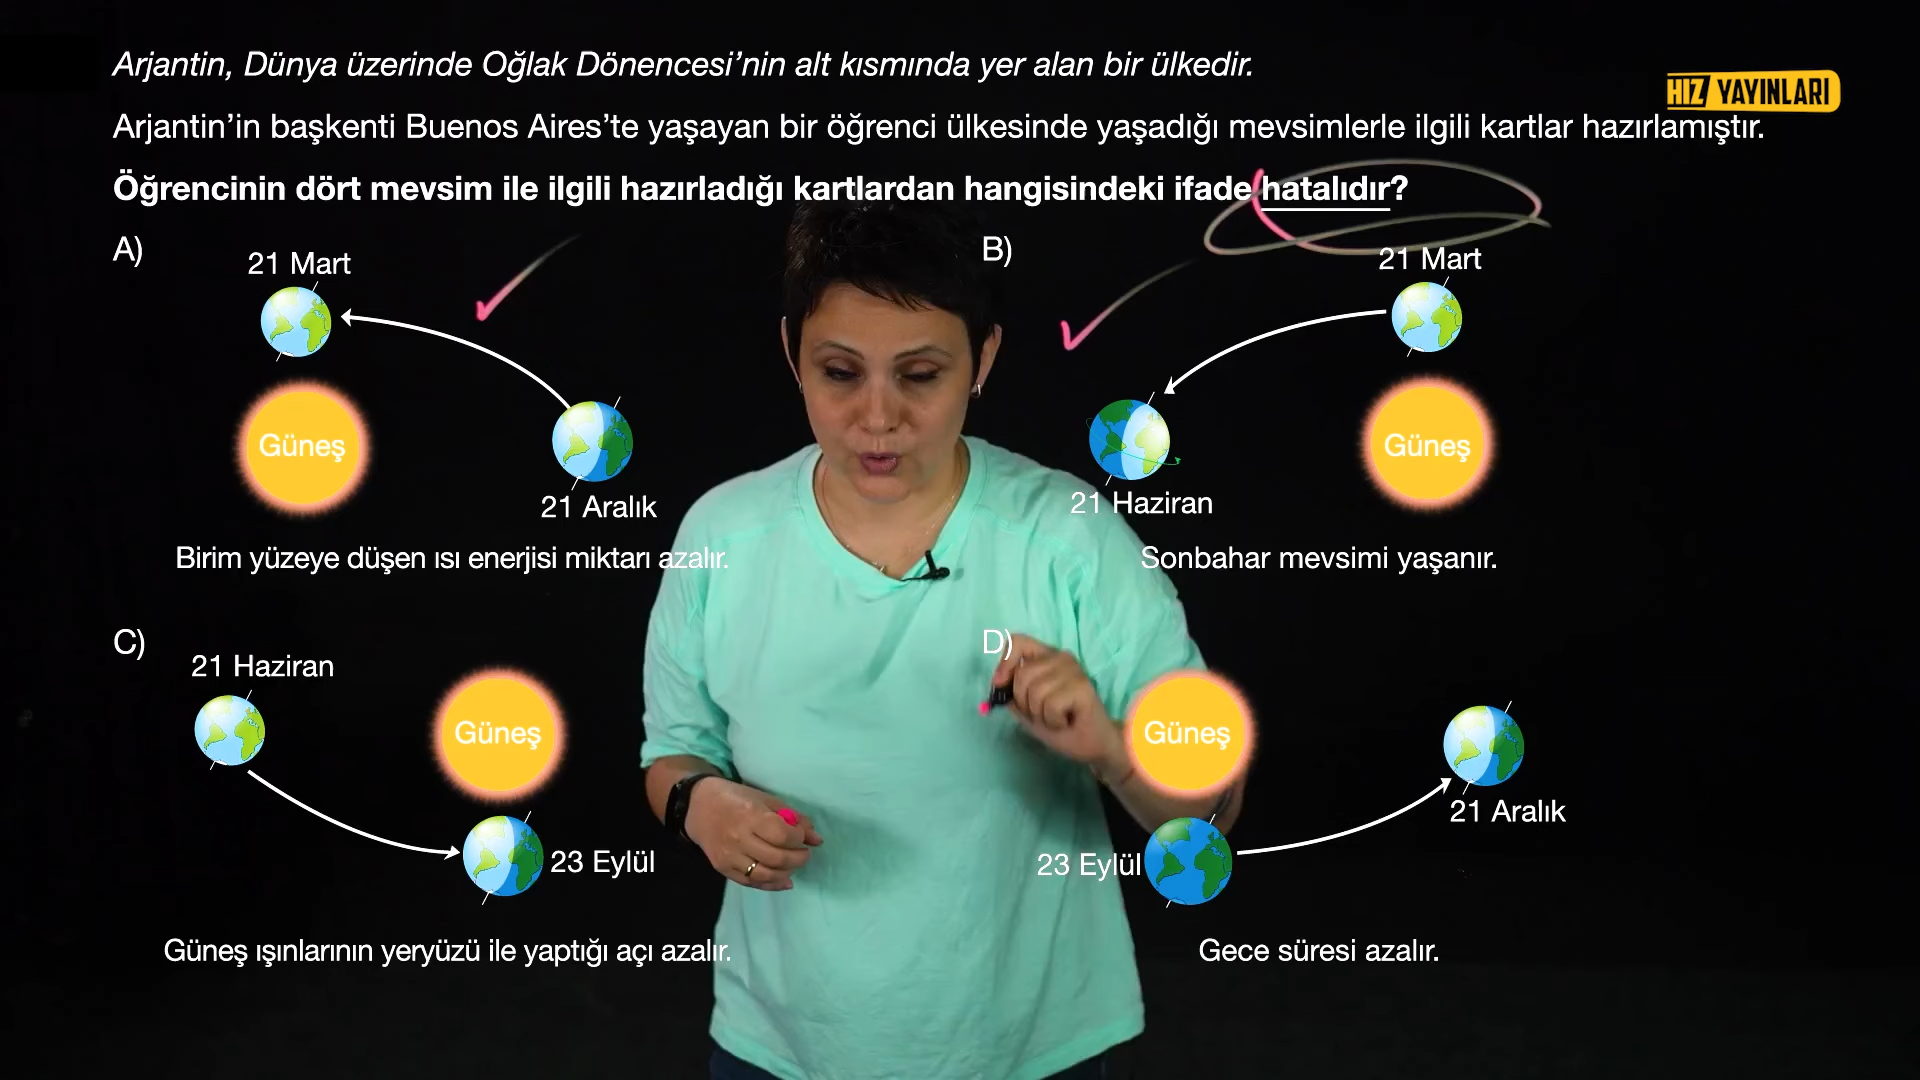 Arjantin, Dünya üzerinde Oğlak Dönencesi’nin alt kısmında yer alan bir ülkedir.
HIZ YAYINLARI
Arjantin’in başkenti Buenos Aires’te yaşayan bir öğrenci ülkesinde yaşadığı mevsimlerle ilgili kartlar hazırlamıştır.
Öğrencinin dört mevsim ile ilgili hazırladığı kartlardan hangisindeki ifade hatalıdır?
A)
21 Mart
Güneş
21 Aralık
Birim yüzeye düşen ısı enerjisi miktarı azalır.
B)
21 Mart
Güneş
21 Haziran
Sonbahar mevsimi yaşanır.
C)
21 Haziran
Güneş
23 Eylül
Güneş ışınlarının yeryüzü ile yaptığı açı azalır.
D)
Güneş
21 Aralık
23 Eylül
Gece süresi azalır.